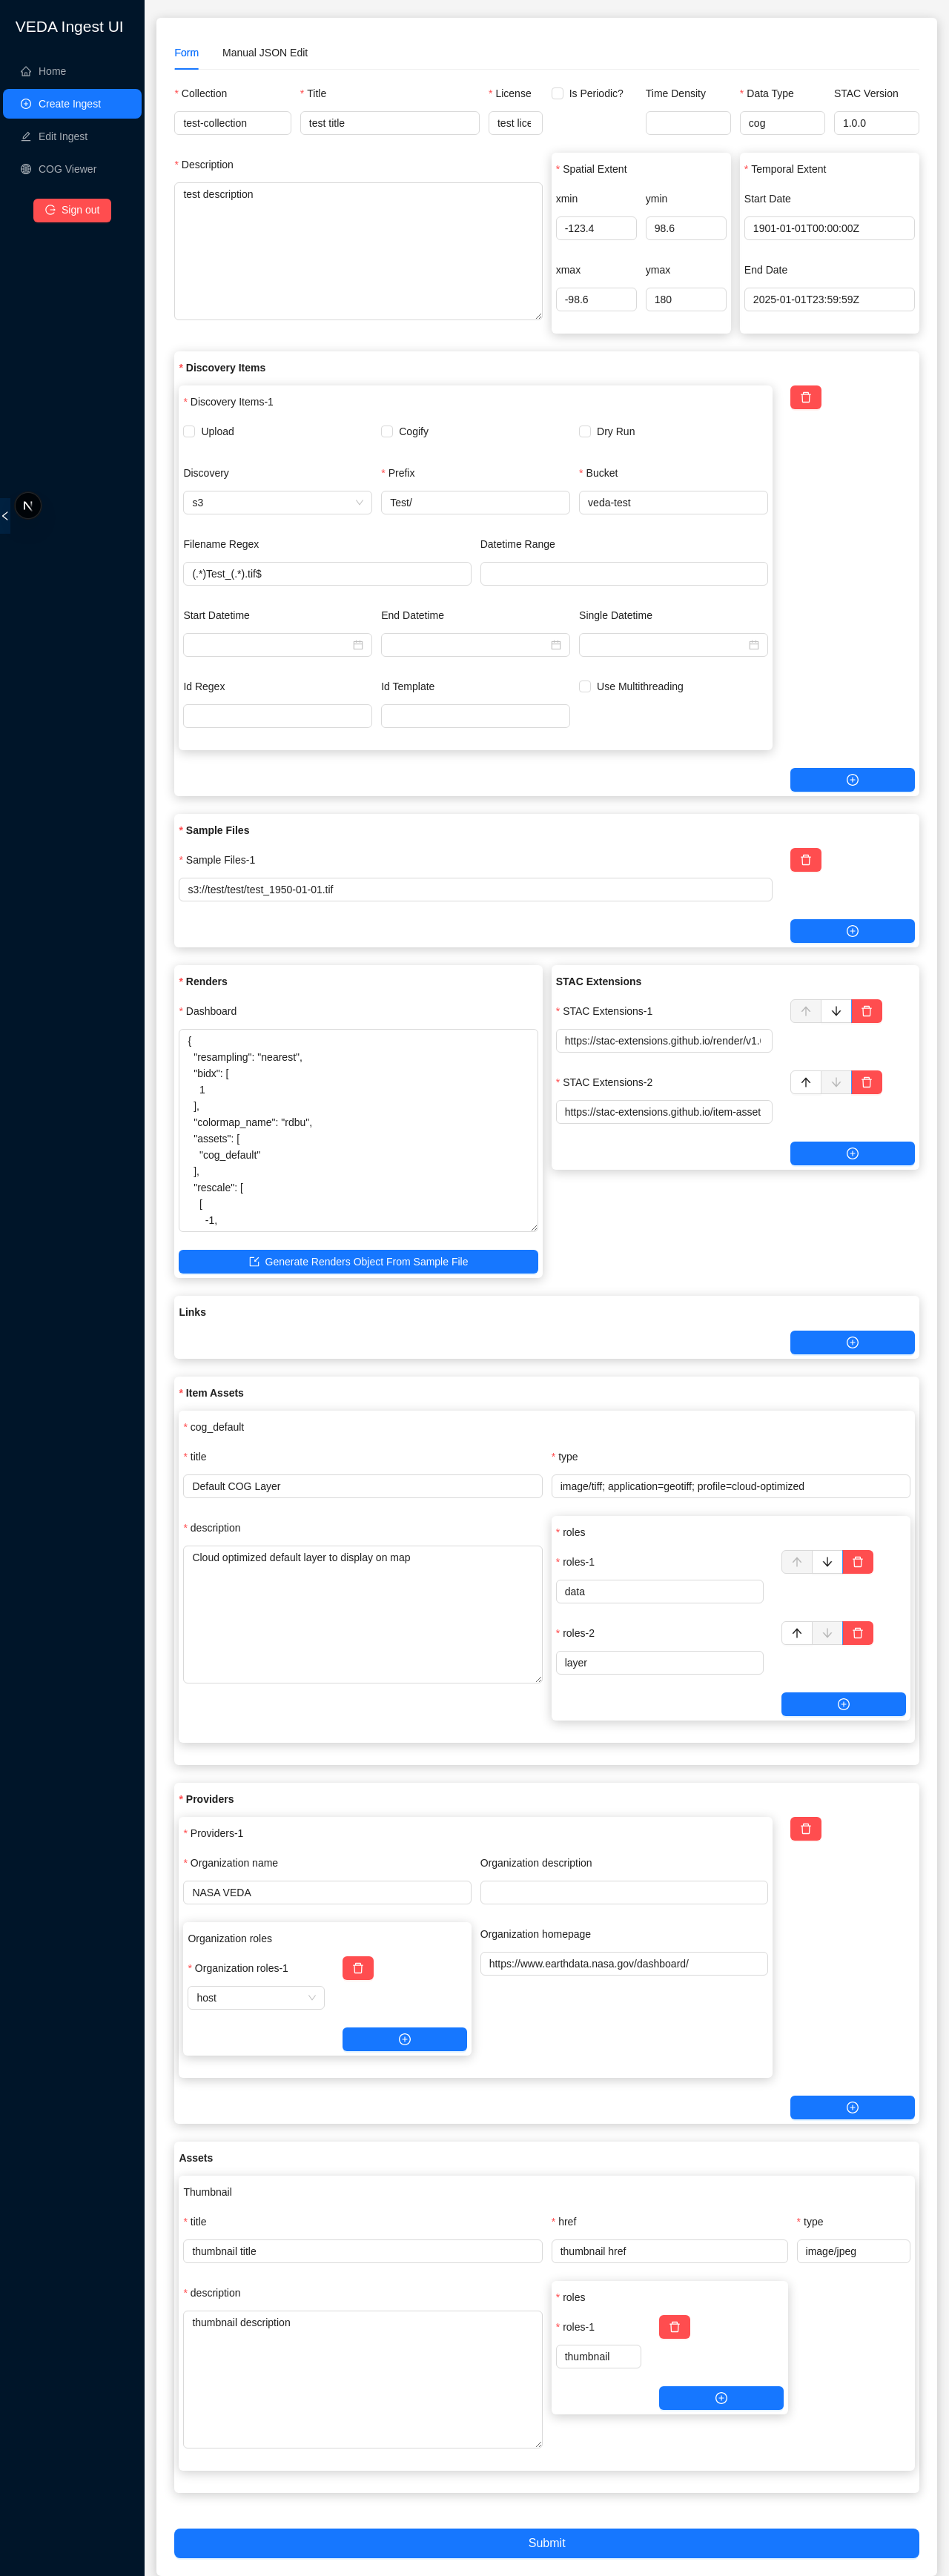 VEDA Ingest UI
Home
Create Ingest
Edit Ingest
COG Viewer
Sign out
Form Manual JSON Edit
* Collection * Title * License Is Periodic? Time Density * Data Type STAC Version
test-collection test title test lice cog 1.0.0
* Description
test description
* Spatial Extent
xmin ymin
-123.4 98.6
xmax ymax
-98.6 180
* Temporal Extent
Start Date
1901-01-01T00:00:00Z
End Date
2025-01-01T23:59:59Z
* Discovery Items
* Discovery Items-1
Upload Cogify Dry Run
Discovery * Prefix * Bucket
s3 Test/ veda-test
Filename Regex Datetime Range
(.*)Test_(.*).tif$
Start Datetime End Datetime Single Datetime
Id Regex Id Template Use Multithreading
* Sample Files
* Sample Files-1
s3://test/test/test_1950-01-01.tif
* Renders
* Dashboard
{
"resampling": "nearest",
"bidx": [
1
],
"colormap_name": "rdbu",
"assets": [
"cog_default"
],
"rescale": [
[
-1,
Generate Renders Object From Sample File
STAC Extensions
* STAC Extensions-1
https://stac-extensions.github.io/render/v1.
* STAC Extensions-2
https://stac-extensions.github.io/item-asset
Links
* Item Assets
* cog_default
* title * type
Default COG Layer image/tiff; application=geotiff; profile=cloud-optimized
* description
Cloud optimized default layer to display on map
* roles
* roles-1
data
* roles-2
layer
* Providers
* Providers-1
* Organization name Organization description
NASA VEDA
Organization roles
* Organization roles-1
host
Organization homepage
https://www.earthdata.nasa.gov/dashboard/
Assets
Thumbnail
* title * href * type
thumbnail title thumbnail href image/jpeg
* description
thumbnail description
* roles
* roles-1
thumbnail
Submit